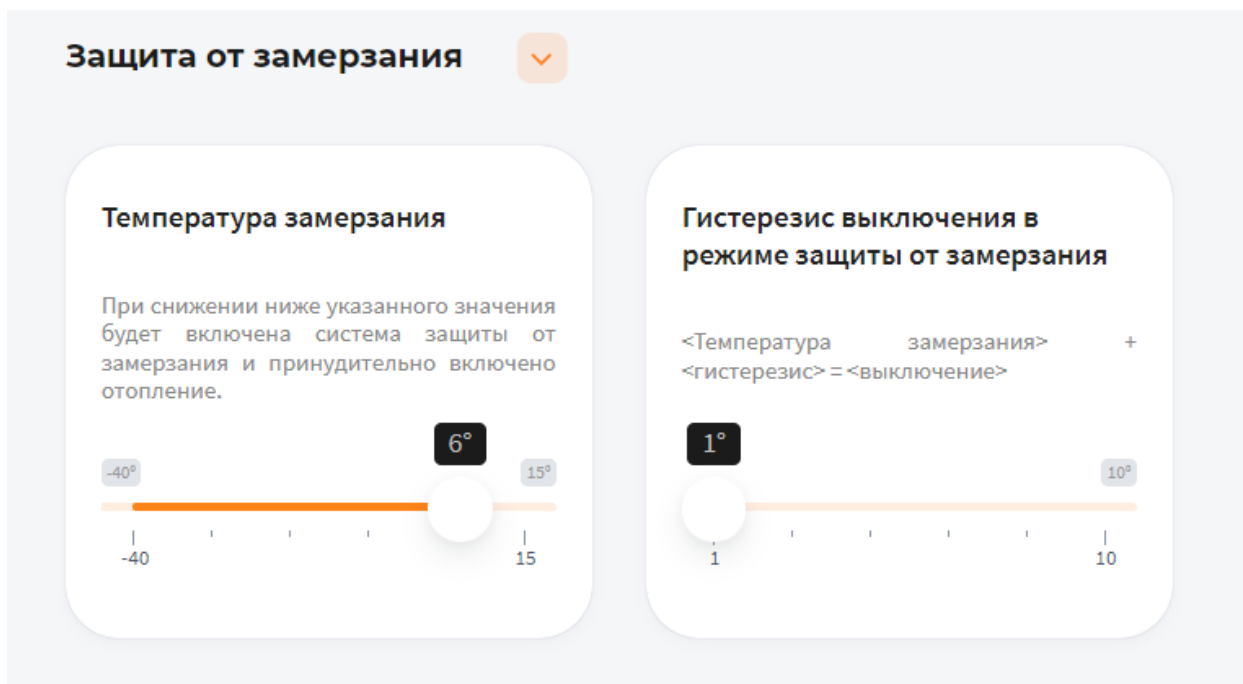 Защита от замерзания
Температура замерзания
При снижении ниже указанного значения
будет включена система защиты от
замерзания и принудительно включено
отопление.
6°
-40°
15°
-40
15
Гистерезис выключения в
режиме защиты от замерзания
<Температура замерзания> +
<гистерезис> = <выключение>
1°
10°
1
10